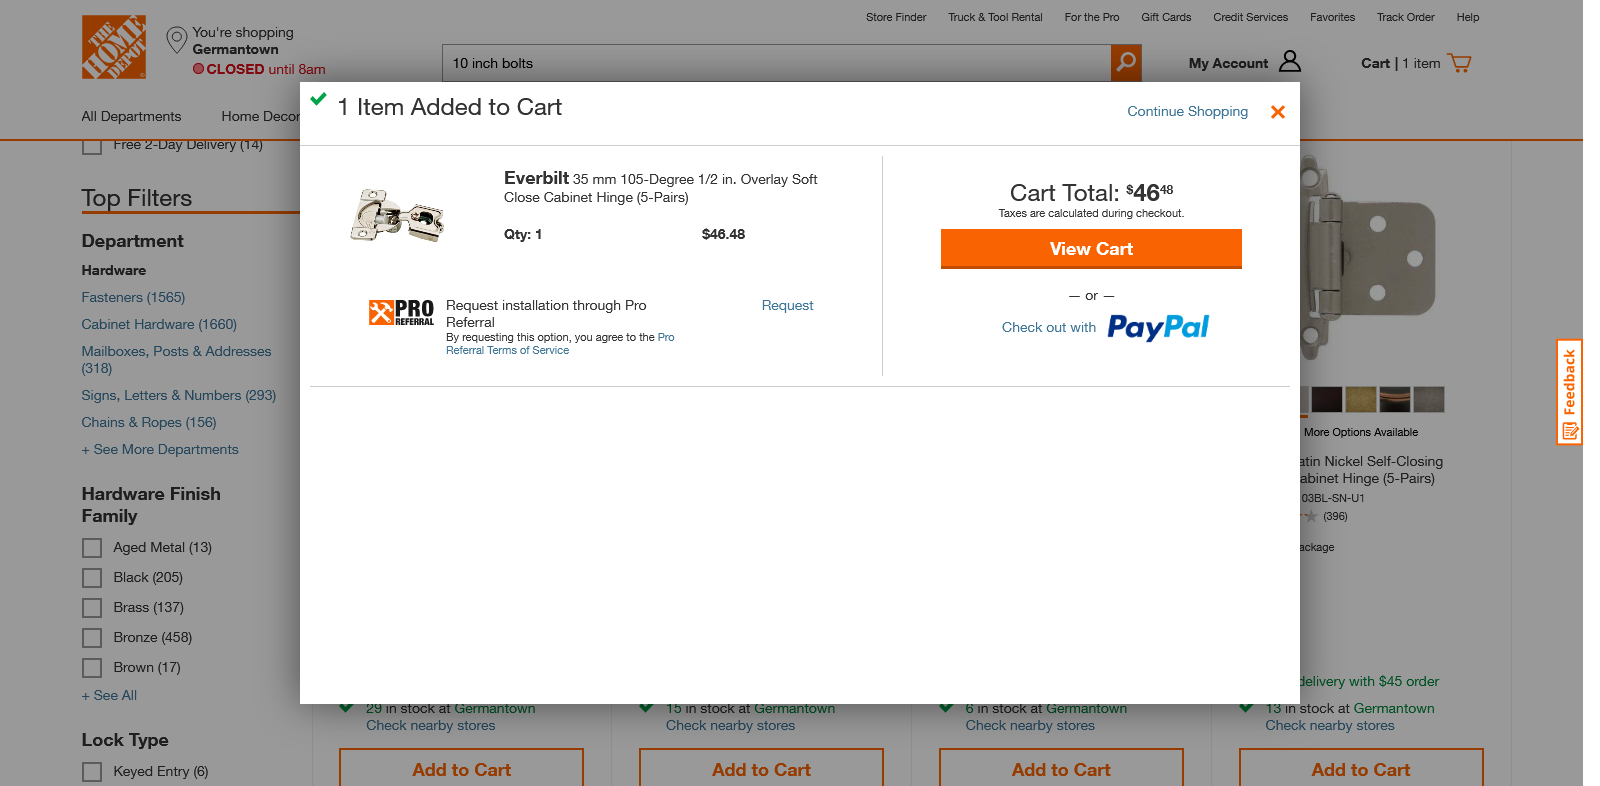 Store Finder
Truck & Tool Rental
For the Pro
Gift Cards
Credit Services
Favorites
Track Order
Help
THE HOME DEPOT
You're shopping
Germantown
CLOSED until 8am
10 inch bolts
My Account
Cart | 1 item
All Departments
Home Decor
1 Item Added to Cart
Continue Shopping
Free 2-Day Delivery (14)
Top Filters
Department
Hardware
Fasteners (1565)
Cabinet Hardware (1660)
Mailboxes, Posts & Addresses
(318)
Signs, Letters & Numbers (293)
Chains & Ropes (156)
+ See More Departments
Hardware Finish
Family
Aged Metal (13)
Black (205)
Brass (137)
Bronze (458)
Brown (17)
+ See All
Lock Type
Keyed Entry (6)
Everbilt 35 mm 105-Degree 1/2 in. Overlay Soft
Close Cabinet Hinge (5-Pairs)
Qty: 1
$46.48
PRO
REFERRAL
Request installation through Pro
Referral
Request
By requesting this option, you agree to the Pro
Referral Terms of Service
Cart Total: $46 48
Taxes are calculated during checkout.
View Cart
— or —
Check out with PayPal
Feedback
More Options Available
atin Nickel Self-Closing
abinet Hinge (5-Pairs)
03BL-SN-U1
(396)
ackage
delivery with $45 order
29 in stock at Germantown
Check nearby stores
Add to Cart
15 in stock at Germantown
Check nearby stores
Add to Cart
6 in stock at Germantown
Check nearby stores
Add to Cart
13 in stock at Germantown
Check nearby stores
Add to Cart